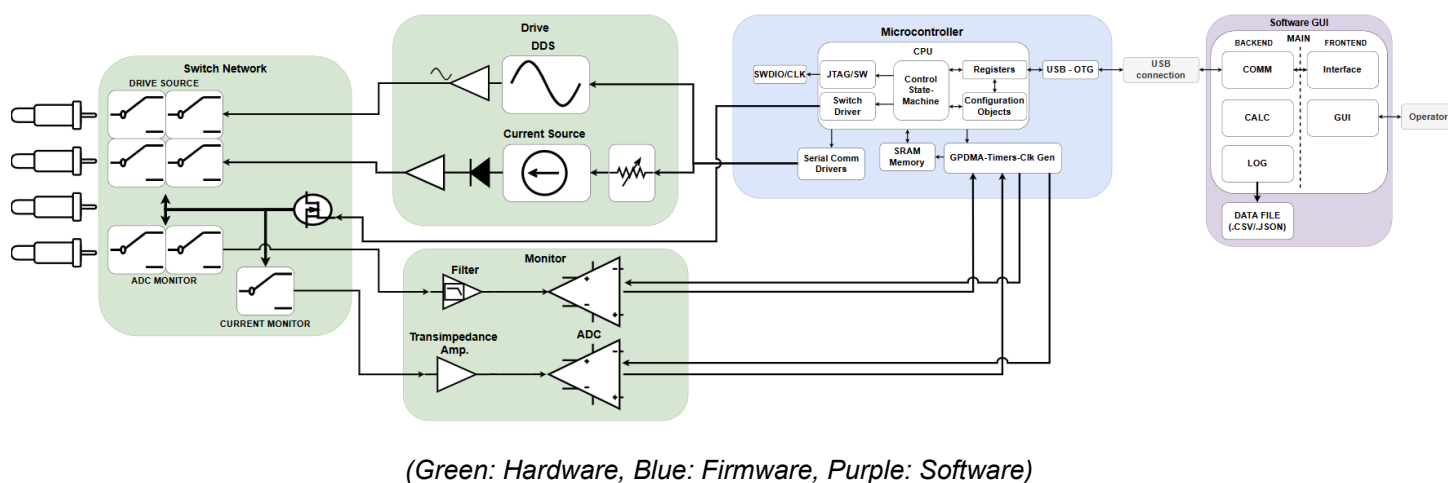 Switch Network
DRIVE SOURCE
ADC MONITOR
CURRENT MONITOR
Drive
DDS
Current Source
Monitor
Filter
Transimpedance
Amp.
ADC
Microcontroller
CPU
SWDIO/CLK
JTAG/SW
Switch
Driver
Control
State-
Machine
Registers
Configuration
Objects
USB - OTG
Serial Comm
Drivers
SRAM
Memory
GPDMA-Timers-Clk Gen
USB
connection
Software GUI
MAIN
BACKEND
FRONTEND
COMM
Interface
CALC
GUI
LOG
DATA FILE
(.CSV/.JSON)
Operator
(Green: Hardware, Blue: Firmware, Purple: Software)